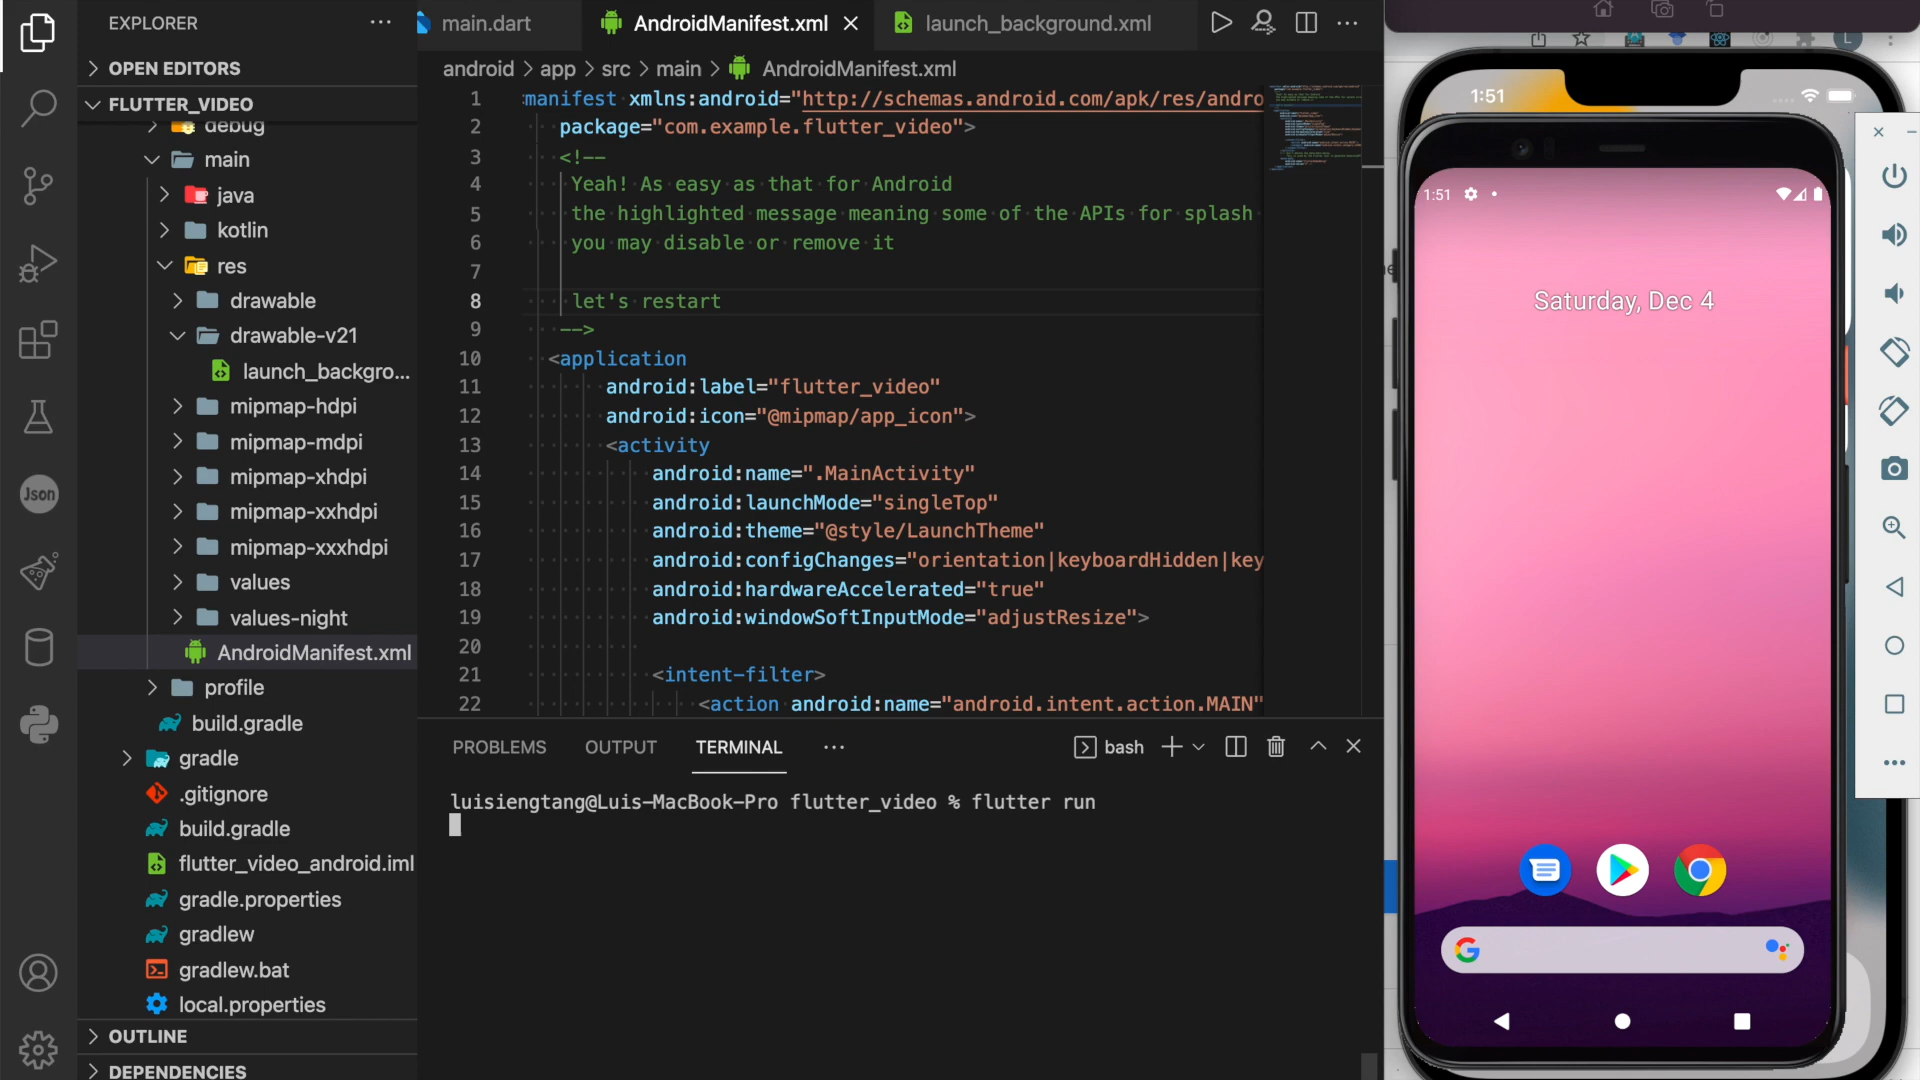 EXPLORER
OPEN EDITORS
FLUTTER_VIDEO
debug
main
java
kotlin
res
drawable
drawable-v21
launch_backgro...
mipmap-hdpi
mipmap-mdpi
mipmap-xhdpi
mipmap-xxhdpi
mipmap-xxxhdpi
values
values-night
AndroidManifest.xml
profile
build.gradle
gradle
.gitignore
build.gradle
flutter_video_android.iml
gradle.properties
gradlew
gradlew.bat
local.properties
OUTLINE
DEPENDENCIES
Json
main.dart
AndroidManifest.xml
launch_background.xml
android > app > src > main > AndroidManifest.xml
1 manifest xmlns:android="http://schemas.android.com/apk/res/andro
2 package="com.example.flutter_video">
3 <!--
4 Yeah! As easy as that for Android
5 the highlighted message meaning some of the APIs for splash
6 you may disable or remove it
7
8 let's restart
9 -->
10 <application
11 android:label="flutter_video"
12 android:icon="@mipmap/app_icon">
13 <activity
14 android:name=".MainActivity"
15 android:launchMode="singleTop"
16 android:theme="@style/LaunchTheme"
17 android:configChanges="orientation|keyboardHidden|key
18 android:hardwareAccelerated="true"
19 android:windowSoftInputMode="adjustResize">
20
21 <intent-filter>
22 <action android:name="android.intent.action.MAIN"
PROBLEMS
OUTPUT
TERMINAL
bash
luisiengtang@Luis-MacBook-Pro flutter_video % flutter run
1:51
1:51
Saturday, Dec 4